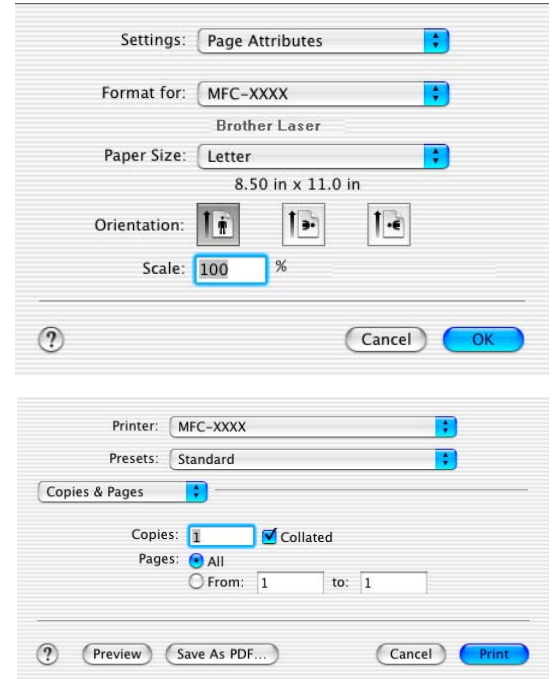 Settings: Page Attributes
Format for: MFC-XXXX
Brother Laser
Paper Size: Letter
8.50 in x 11.0 in
Orientation:
Scale: 100 %
? Cancel OK
Printer: MFC-XXXX
Presets: Standard
Copies & Pages
Copies: 1 Collated
Pages: All
From: 1 to: 1
? Preview Save As PDF... Cancel Print